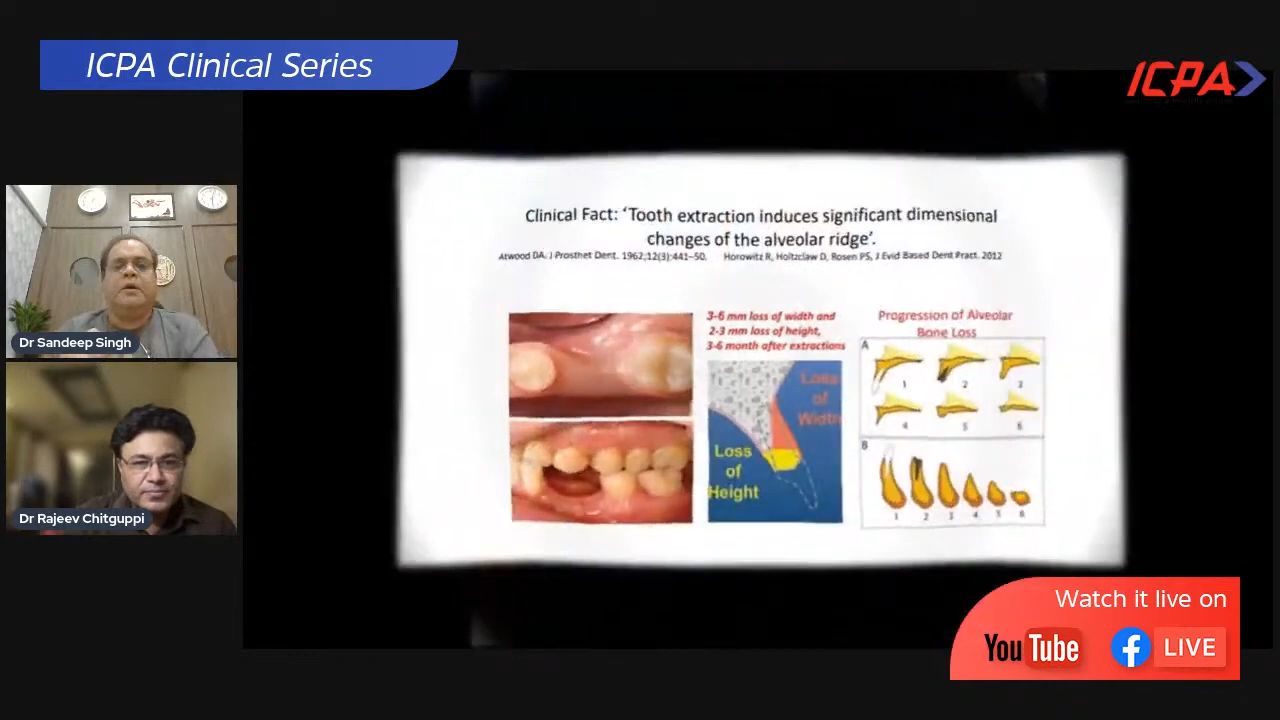 ICPA Clinical Series
ICPA
Dr Sandeep Singh
Dr Rajeev Chitguppi
Clinical Fact: ‘Tooth extraction induces significant dimensional
changes of the alveolar ridge’.
Atwood DA. J Prosthet Dent. 1962;12(3):441–50. Horowitz R, Holtzclaw D, Rosen PS, J Evid Based Dent Pract. 2012
3-6 mm loss of width and
2-3 mm loss of height,
3-6 month after extractions
Loss
of
Width
Loss
of
Height
Progression of Alveolar
Bone Loss
A
1 2 3
4 5 6
B
1 2 3 4 5 6
Watch it live on
YouTube
f LIVE